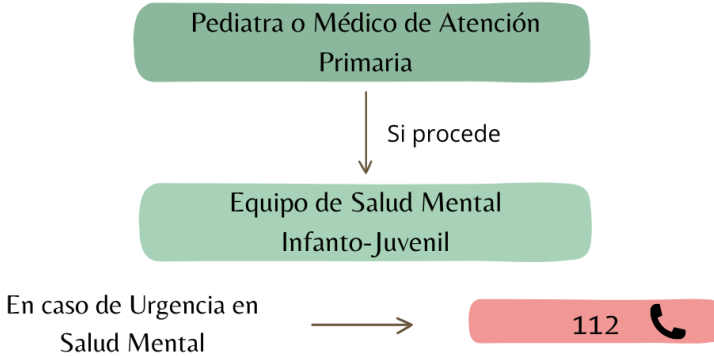 Pediatra o Médico de Atención
Primaria
Si procede
Equipo de Salud Mental
Infanto-Juvenil
En caso de Urgencia en
Salud Mental
112